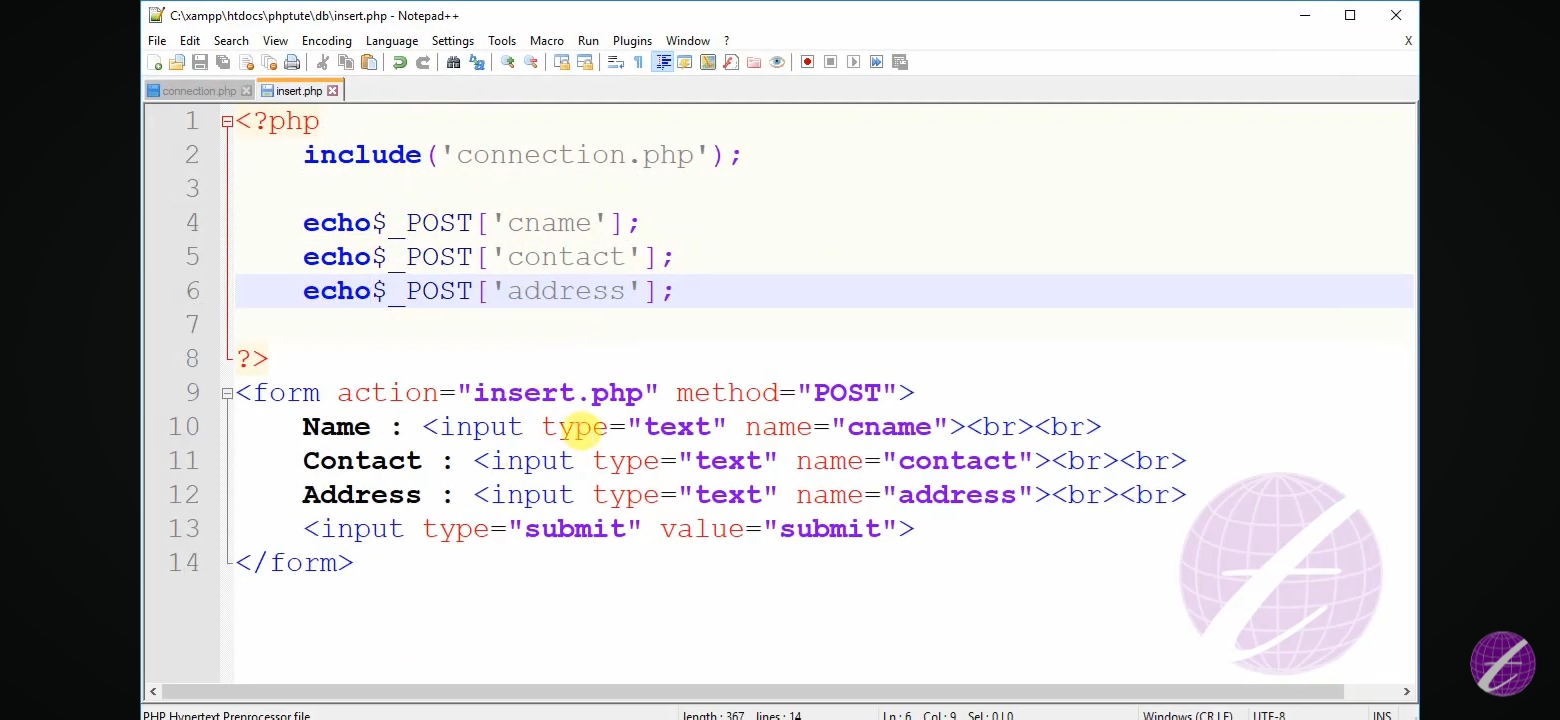 C:\xampp\htdocs\phptute\db\insert.php - Notepad++
File Edit Search View Encoding Language Settings Tools Macro Run Plugins Window ? X
connection.php insert.php
1 <?php
2 include('connection.php');
3
4 echo$_POST['cname'];
5 echo$_POST['contact'];
6 echo$_POST['address'];
7
8 ?>
9 <form action="insert.php" method="POST">
10 Name : <input type="text" name="cname"><br><br>
11 Contact : <input type="text" name="contact"><br><br>
12 Address : <input type="text" name="address"><br><br>
13 <input type="submit" value="submit">
14 </form>
PHP Hypertext Preprocessor file length : 367 lines : 14 Ln : 6 Col : 9 Sel : 0 | 0 Windows (CR LF) UTF-8 INS